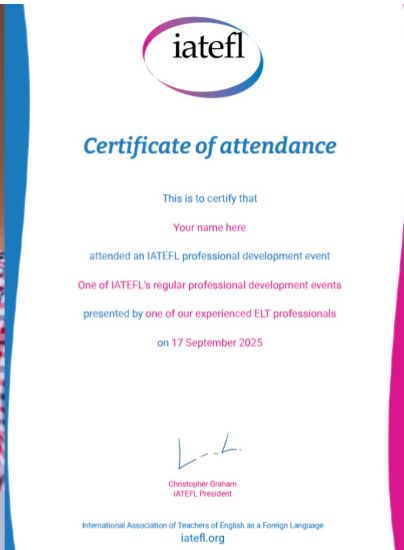 iatefl
Certificate of attendance
This is to certify that
Your name here
attended an IATEFL professional development event
One of IATEFL's regular professional development events
presented by one of our experienced ELT professionals
on 17 September 2025
Christopher Graham
IATEFL President
International Association of Teachers of English as a Foreign Language
iatefl.org